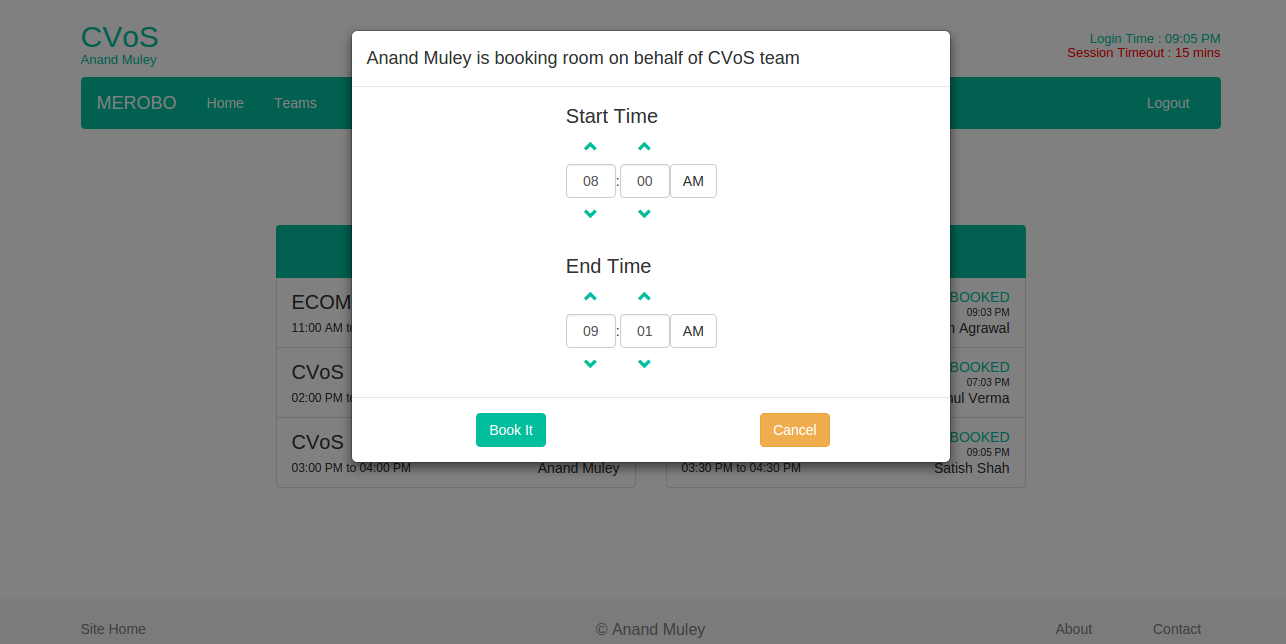 CVoS
Anand Muley
Login Time : 09:05 PM
Session Timeout : 15 mins
MEROBO
Home
Teams
Logout
Anand Muley is booking room on behalf of CVoS team
Start Time
08 : 00 AM
End Time
09 : 01 AM
Book It
Cancel
ECOM
11:00 AM
CVoS
02:00 PM
CVoS
03:00 PM to 04:00 PM
Anand Muley
BOOKED
09:03 PM
Agrawal
BOOKED
07:03 PM
Verma
BOOKED
09:05 PM
03:30 PM to 04:30 PM
Satish Shah
Site Home
© Anand Muley
About
Contact